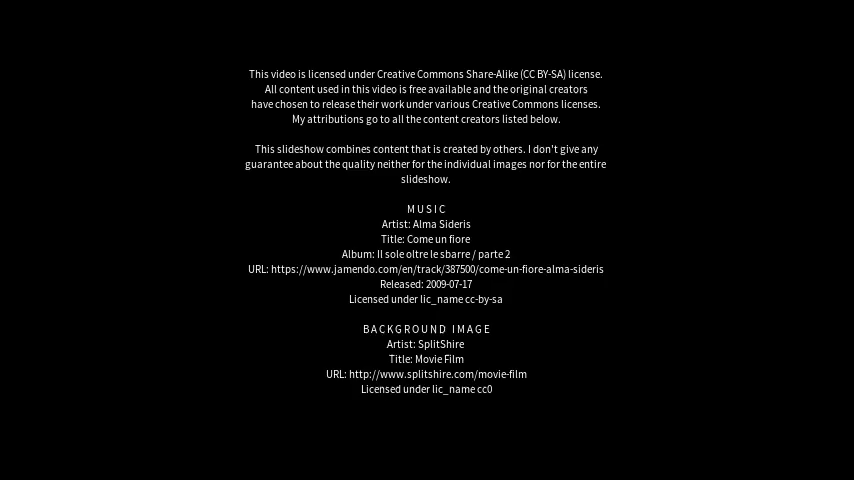 This video is licensed under Creative Commons Share-Alike (CC BY-SA) license.
All content used in this video is free available and the original creators
have chosen to release their work under various Creative Commons licenses.
My attributions go to all the content creators listed below.
This slideshow combines content that is created by others. I don't give any
guarantee about the quality neither for the individual images nor for the entire
slideshow.
MUSIC
Artist: Alma Sideris
Title: Come un fiore
Album: Il sole oltre le sbarre / parte 2
URL: https://www.jamendo.com/en/track/387500/come-un-fiore-alma-sideris
Released: 2009-07-17
Licensed under lic_name cc-by-sa
BACKGROUND IMAGE
Artist: SplitShire
Title: Movie Film
URL: http://www.splitshire.com/movie-film
Licensed under lic_name cc0